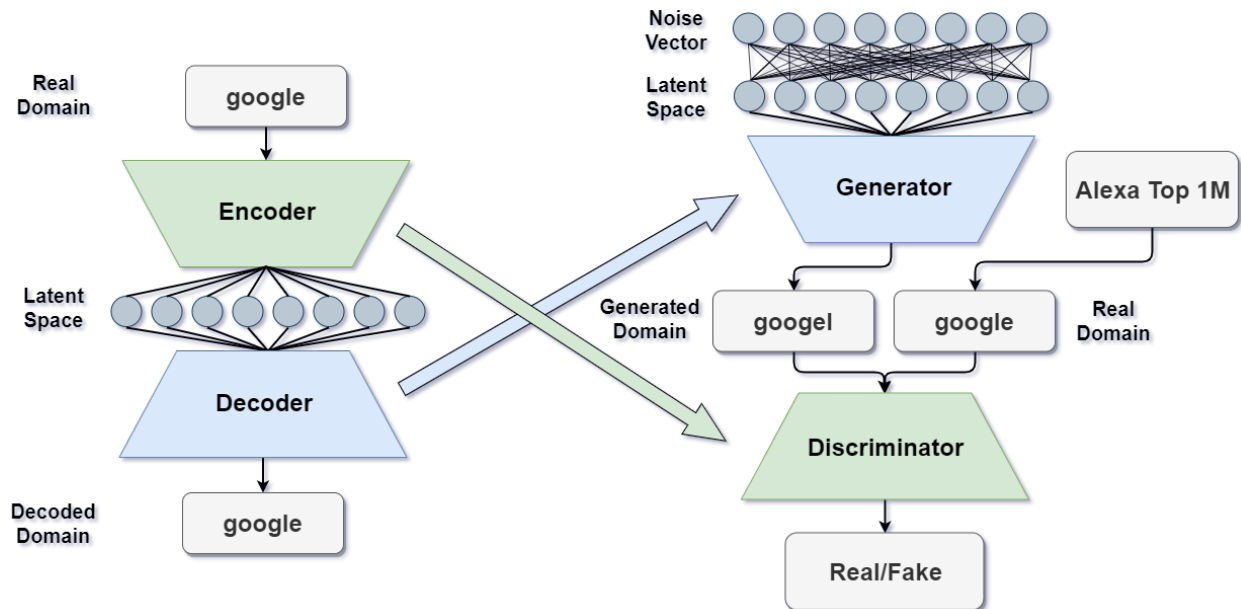 Real
Domain
google
Encoder
Latent
Space
Decoder
Decoded
Domain
google
Noise
Vector
Latent
Space
Generator
Alexa Top 1M
Generated
Domain
googel
google
Real
Domain
Discriminator
Real/Fake